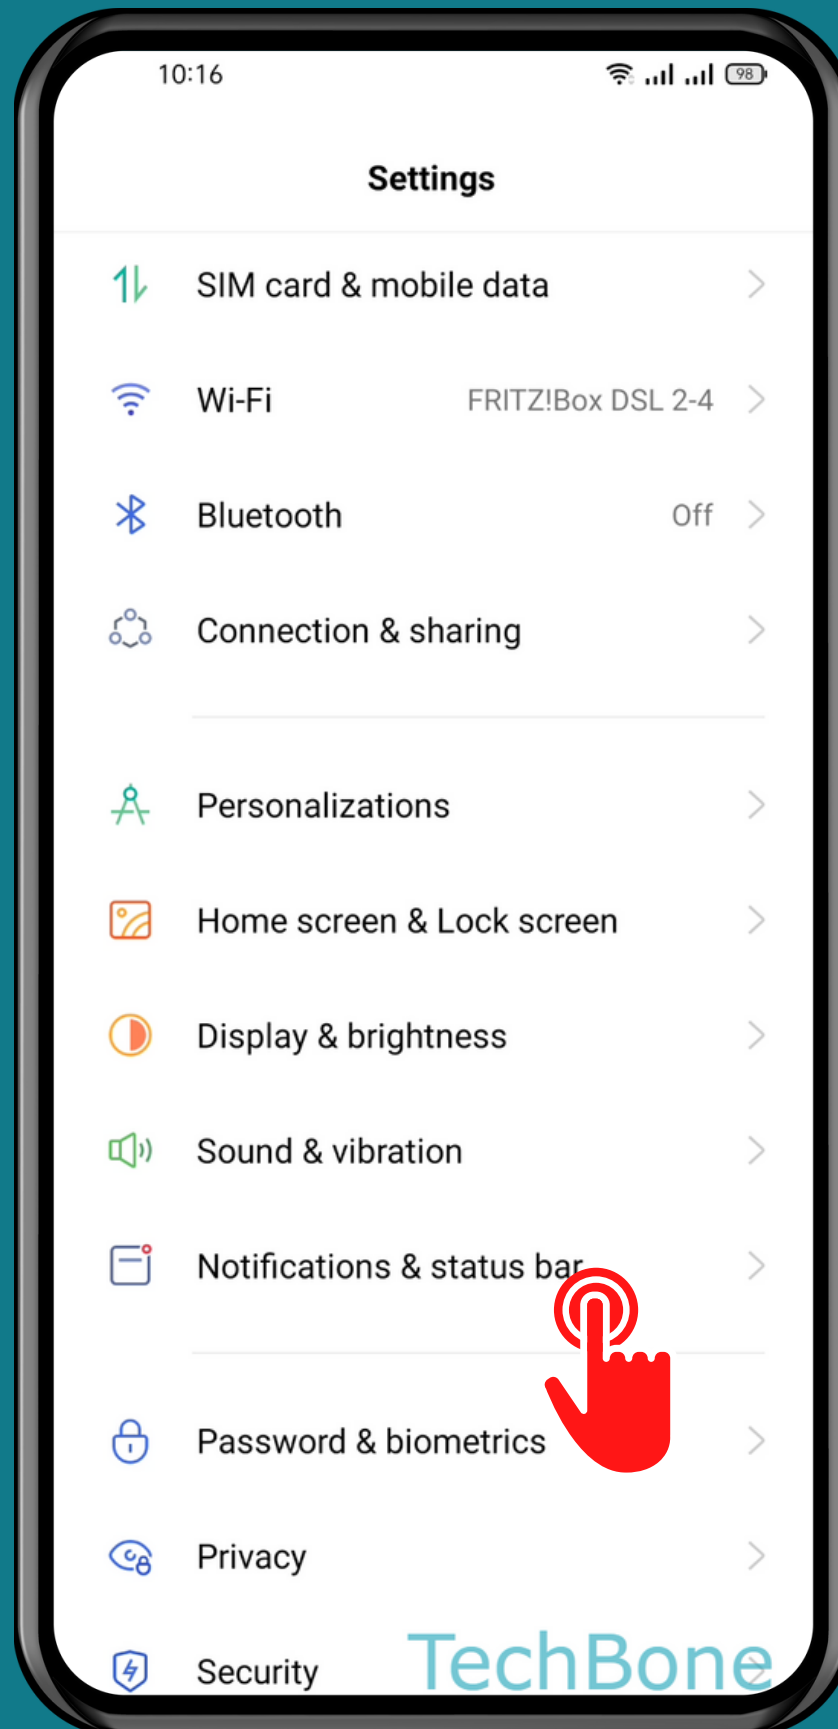 10:16
98
Settings
SIM card & mobile data
Wi-Fi FRITZ!Box DSL 2-4
Bluetooth Off
Connection & sharing
Personalizations
Home screen & Lock screen
Display & brightness
Sound & vibration
Notifications & status bar
Password & biometrics
Privacy
Security
TechBone